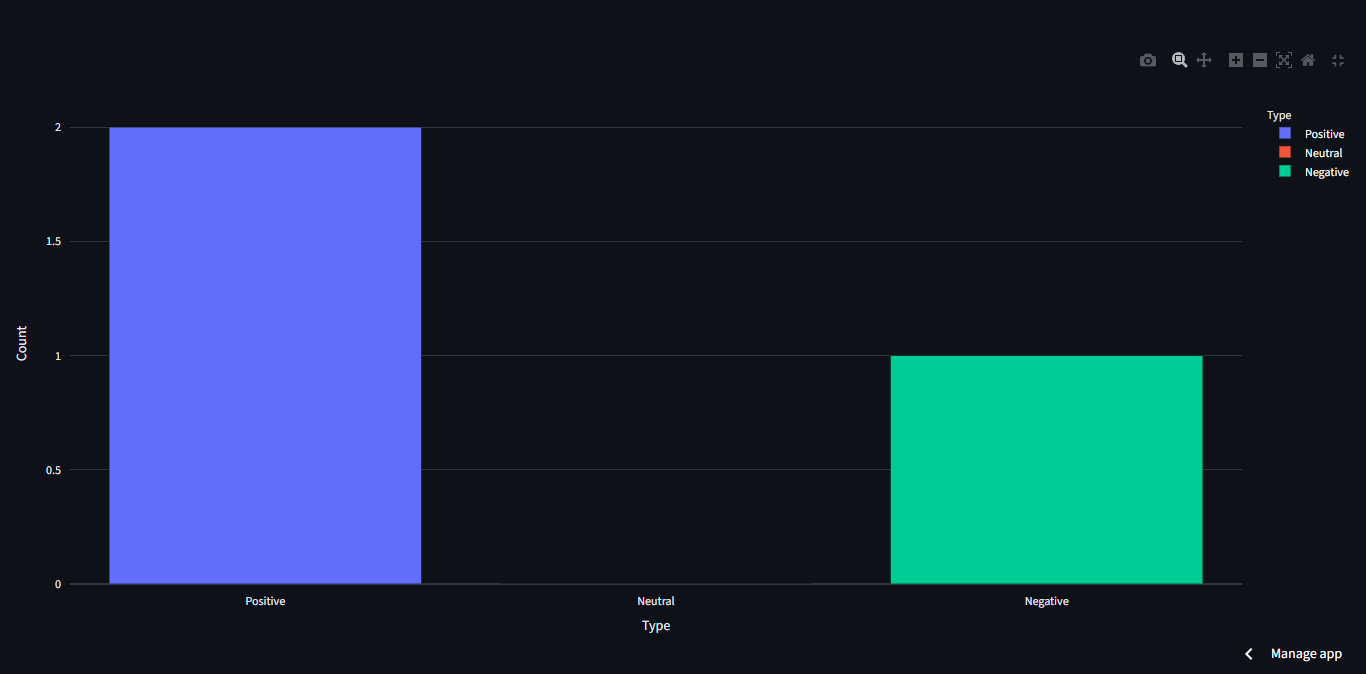 Type
Positive
Neutral
Negative
2
1.5
1
0.5
0
Count
Positive
Neutral
Negative
Type
Manage app